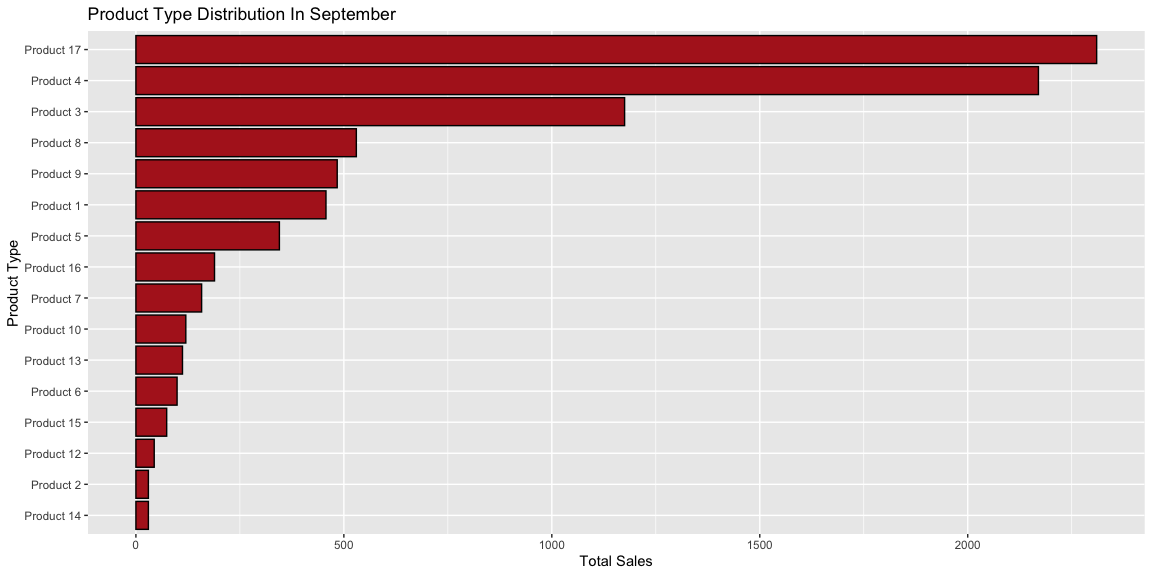 Product Type Distribution In September
Product Type
Product 17
Product 4
Product 3
Product 8
Product 9
Product 1
Product 5
Product 16
Product 7
Product 10
Product 13
Product 6
Product 15
Product 12
Product 2
Product 14
0 500 1000 1500 2000
Total Sales